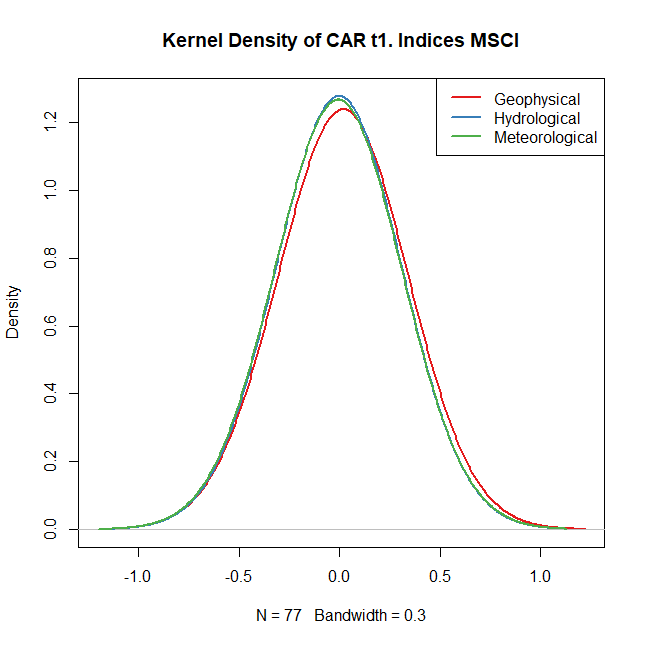 Kernel Density of CAR t1. Indices MSCI
Geophysical
Hydrological
Meteorological
Density
1.2
1.0
0.8
0.6
0.4
0.2
0.0
-1.0 -0.5 0.0 0.5 1.0
N = 77 Bandwidth = 0.3